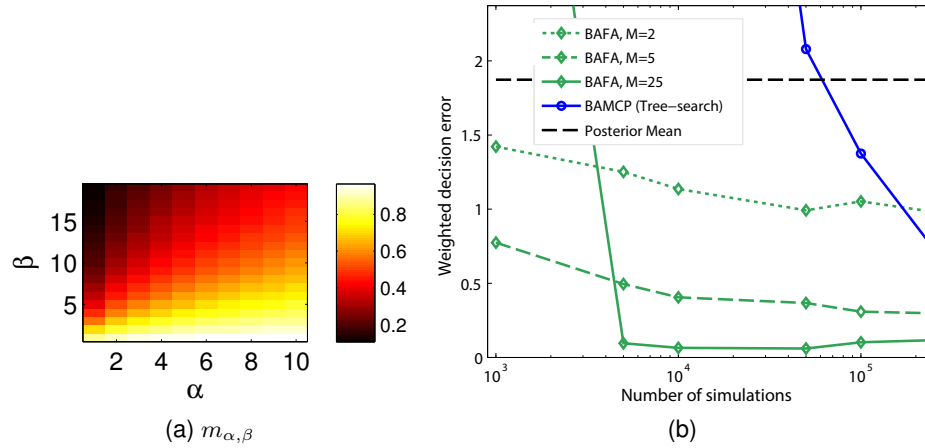 β
15
10
5
2
4
6
8
10
α
0.8
0.6
0.4
0.2
(a) m_{α,β}
Weighted decision error
2
1.5
1
0.5
0
10^3
10^4
10^5
Number of simulations
BAFA, M=2
BAFA, M=5
BAFA, M=25
BAMCP (Tree−search)
Posterior Mean
(b)